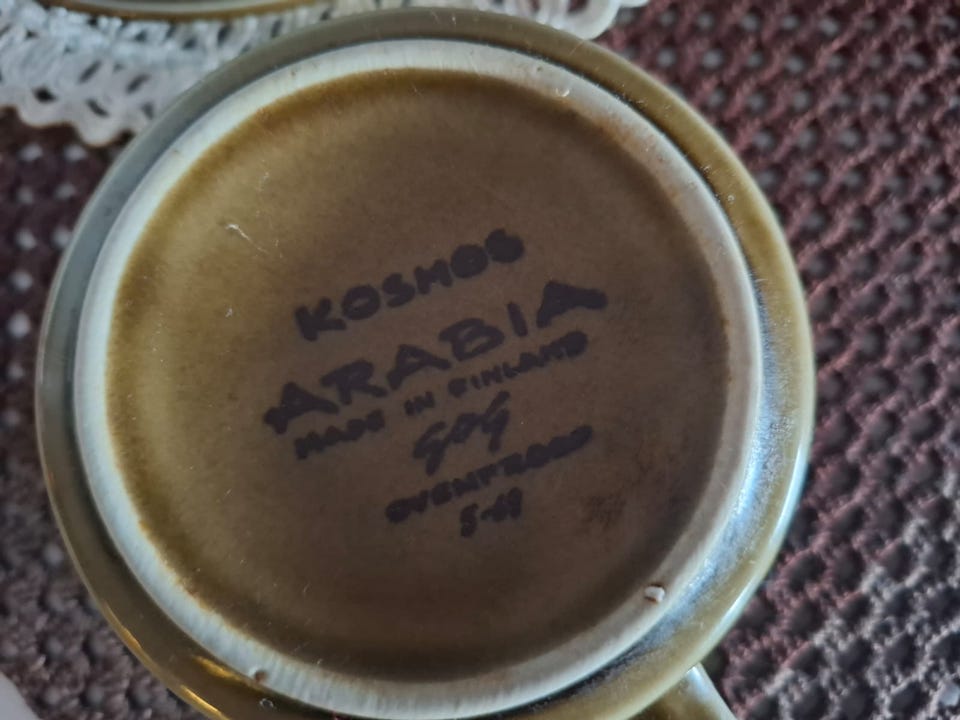 KOSMOS
ARABIA
MADE IN FINLAND
GOG
OVENPROOF
5-69